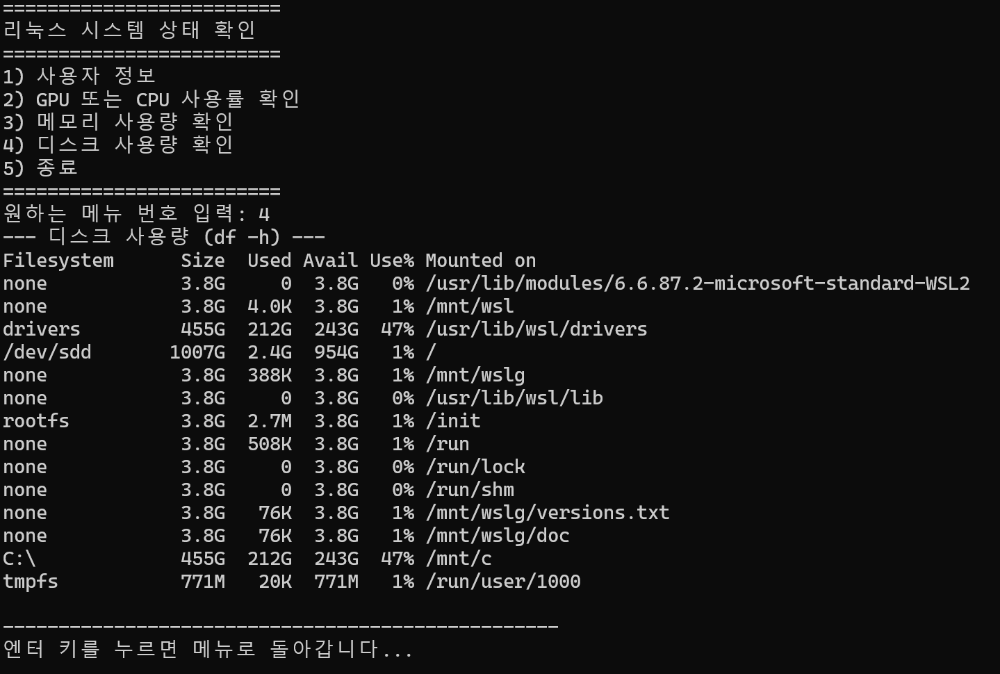 =========================
리눅스 시스템 상태 확인
=========================
1) 사용자 정보
2) GPU 또는 CPU 사용률 확인
3) 메모리 사용량 확인
4) 디스크 사용량 확인
5) 종료
=========================
원하는 메뉴 번호 입력: 4
--- 디스크 사용량 (df -h) ---
Filesystem      Size  Used Avail Use% Mounted on
none            3.8G     0  3.8G   0% /usr/lib/modules/6.6.87.2-microsoft-standard-WSL2
none            3.8G  4.0K  3.8G   1% /mnt/wsl
drivers         455G  212G  243G  47% /usr/lib/wsl/drivers
/dev/sdd       1007G  2.4G  954G   1% /
none            3.8G  388K  3.8G   1% /mnt/wslg
none            3.8G     0  3.8G   0% /usr/lib/wsl/lib
rootfs          3.8G  2.7M  3.8G   1% /init
none            3.8G  508K  3.8G   1% /run
none            3.8G     0  3.8G   0% /run/lock
none            3.8G     0  3.8G   0% /run/shm
none            3.8G   76K  3.8G   1% /mnt/wslg/versions.txt
none            3.8G   76K  3.8G   1% /mnt/wslg/doc
C:\             455G  212G  243G  47% /mnt/c
tmpfs           771M   20K  771M   1% /run/user/1000
--------------------------------------------------
엔터 키를 누르면 메뉴로 돌아갑니다...